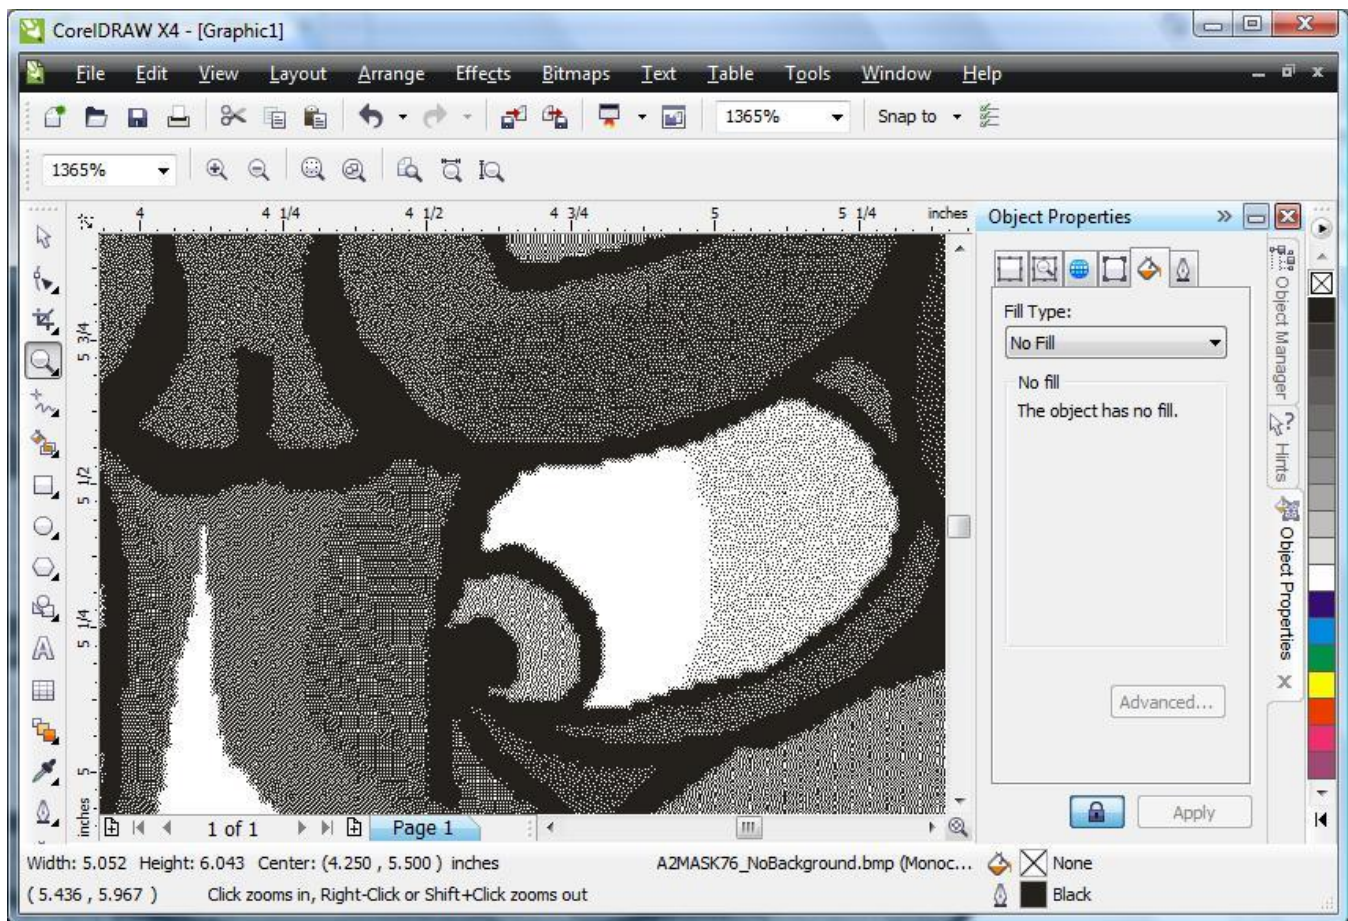 CorelDRAW X4 - [Graphic1]
File Edit View Layout Arrange Effects Bitmaps Text Table Tools Window Help
1365% Snap to
1365%
4 4 1/4 4 1/2 4 3/4 5 5 1/4 inches
Object Properties
Fill Type:
No Fill
No fill
The object has no fill.
Advanced...
Apply
Object Manager
Hints
Object Properties
5 3/4
5 1/2
5 1/4
5
inches
1 of 1 Page 1
Width: 5.052 Height: 6.043 Center: (4.250 , 5.500 ) inches A2MASK76_NoBackground.bmp (Monoc... None
( 5.436 , 5.967 ) Click zooms in, Right-Click or Shift+Click zooms out Black